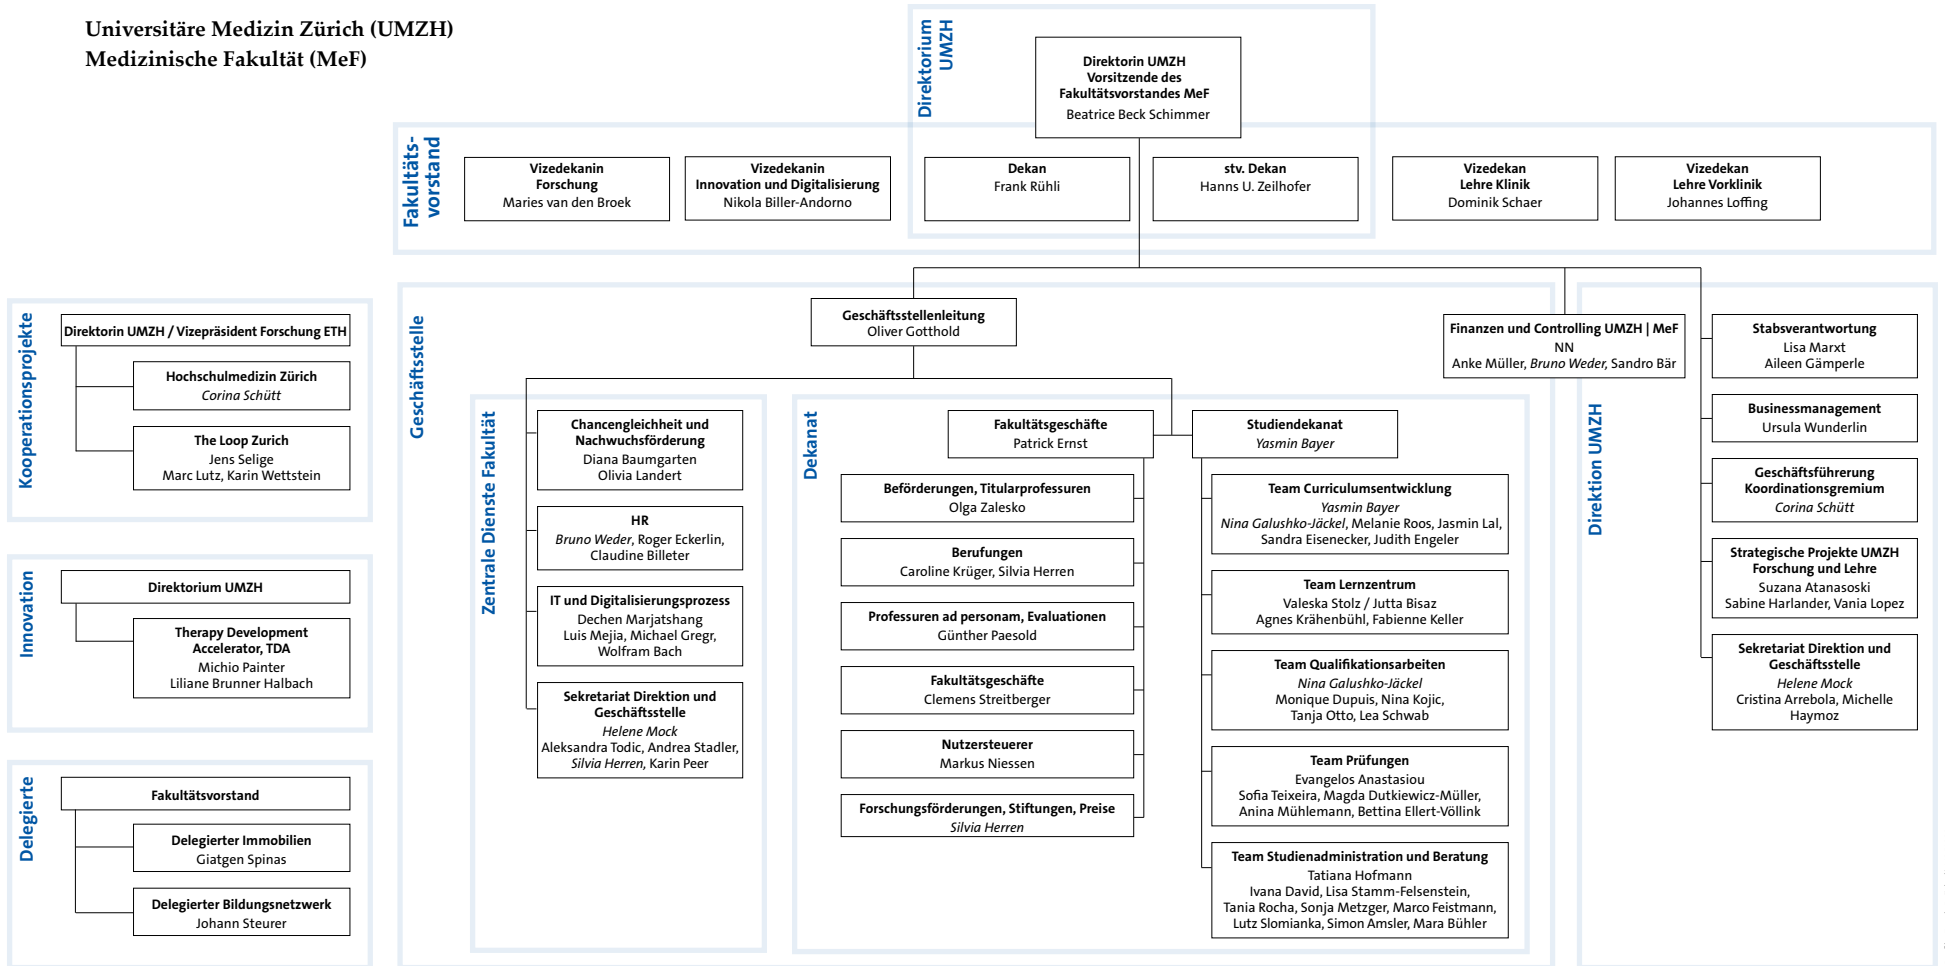 Universitäre Medizin Zürich (UMZH)
Medizinische Fakultät (MeF)
Direktorium
UMZH
Direktorin UMZH
Vorsitzende des
Fakultätsvorstandes MeF
Beatrice Beck Schimmer
Fakultäts-
vorstand
Vizedekanin
Forschung
Maries van den Broek
Vizedekanin
Innovation und Digitalisierung
Nikola Biller-Andorno
Dekan
Frank Rühli
stv. Dekan
Hanns U. Zeilhofer
Vizedekan
Lehre Klinik
Dominik Schaer
Vizedekan
Lehre Vorklinik
Johannes Loffing
Kooperationsprojekte
Direktorin UMZH / Vizepräsident Forschung ETH
Hochschulmedizin Zürich
Corina Schütt
The Loop Zurich
Jens Selige
Marc Lutz, Karin Wettstein
Innovation
Direktorium UMZH
Therapy Development
Accelerator, TDA
Michio Painter
Liliane Brunner Halbach
Delegierte
Fakultätsvorstand
Delegierter Immobilien
Giatgen Spinas
Delegierter Bildungsnetzwerk
Johann Steurer
Geschäftsstelle
Geschäftsstellenleitung
Oliver Gotthold
Zentrale Dienste Fakultät
Chancengleichheit und
Nachwuchsförderung
Diana Baumgarten
Olivia Landert
HR
Bruno Weder, Roger Eckerlin,
Claudine Billeter
IT und Digitalisierungsprozess
Dechen Marjatshang
Luis Mejia, Michael Gregr,
Wolfram Bach
Sekretariat Direktion und
Geschäftsstelle
Helene Mock
Aleksandra Todic, Andrea Stadler,
Silvia Herren, Karin Peer
Dekanat
Fakultätsgeschäfte
Patrick Ernst
Beförderungen, Titularprofessuren
Olga Zalesko
Berufungen
Caroline Krüger, Silvia Herren
Professuren ad personam, Evaluationen
Günther Paesold
Fakultätsgeschäfte
Clemens Streitberger
Nutzersteuerer
Markus Niessen
Forschungsförderungen, Stiftungen, Preise
Silvia Herren
Studiendekanat
Yasmin Bayer
Team Curriculumsentwicklung
Yasmin Bayer
Nina Galushko-Jäckel, Melanie Roos, Jasmin Lal,
Sandra Eisenecker, Judith Engeler
Team Lernzentrum
Valeska Stolz / Jutta Bisaz
Agnes Krähenbühl, Fabienne Keller
Team Qualifikationsarbeiten
Nina Galushko-Jäckel
Monique Dupuis, Nina Kojic,
Tanja Otto, Lea Schwab
Team Prüfungen
Evangelos Anastasiou
Sofia Teixeira, Magda Dutkiewicz-Müller,
Anina Mühlemann, Bettina Ellert-Völlink
Team Studienadministration und Beratung
Tatiana Hofmann
Ivana David, Lisa Stamm-Felsenstein,
Tania Rocha, Sonja Metzger, Marco Feistmann,
Lutz Slomianka, Simon Amsler, Mara Bühler
Finanzen und Controlling UMZH | MeF
NN
Anke Müller, Bruno Weder, Sandro Bär
Direktion UMZH
Stabsverantwortung
Lisa Marxt
Aileen Gämperle
Businessmanagement
Ursula Wunderlin
Geschäftsführerung
Koordinationsgremium
Corina Schütt
Strategische Projekte UMZH
Forschung und Lehre
Suzana Atanasoski
Sabine Harlander, Vania Lopez
Sekretariat Direktion und
Geschäftsstelle
Helene Mock
Cristina Arrebola, Michelle
Haymoz